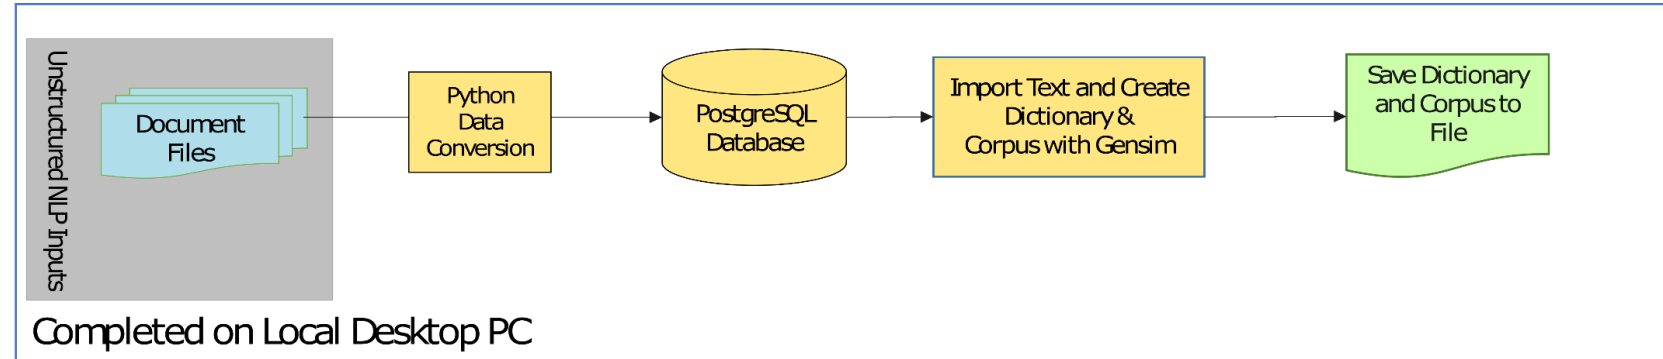 Unstructured NLP Inputs
Document
Files
Python
Data
Conversion
PostgreSQL
Database
Import Text and Create
Dictionary &
Corpus with Gensim
Save Dictionary
and Corpus to
File
Completed on Local Desktop PC